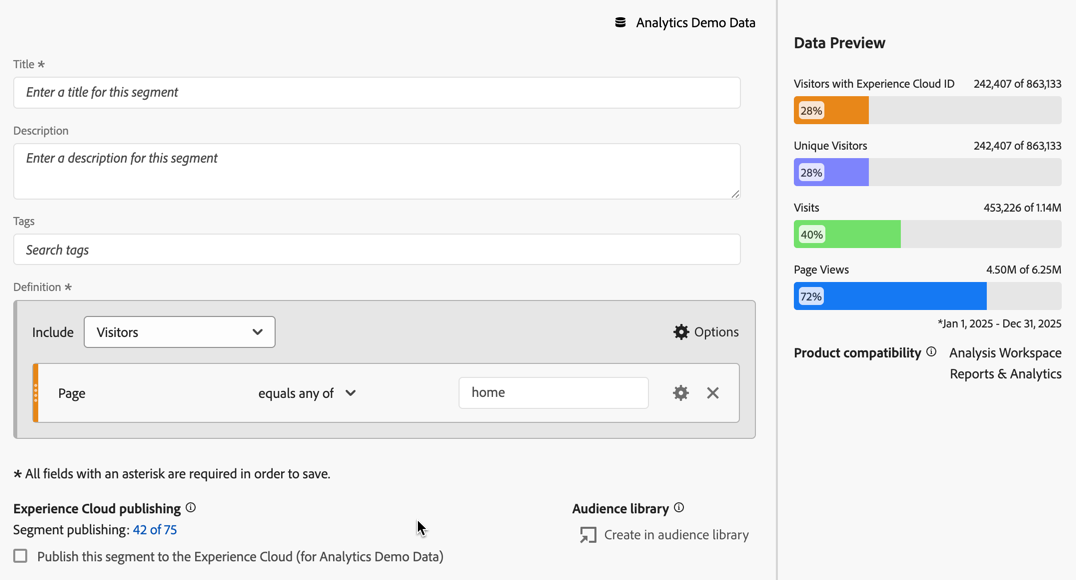 Analytics Demo Data
Title *
Enter a title for this segment
Description
Enter a description for this segment
Tags
Search tags
Definition *
Include Visitors Options
Page equals any of home
* All fields with an asterisk are required in order to save.
Experience Cloud publishing
Segment publishing: 42 of 75
Publish this segment to the Experience Cloud (for Analytics Demo Data)
Audience library
Create in audience library
Data Preview
Visitors with Experience Cloud ID 242,407 of 863,133
28%
Unique Visitors 242,407 of 863,133
28%
Visits 453,226 of 1.14M
40%
Page Views 4.50M of 6.25M
72%
*Jan 1, 2025 - Dec 31, 2025
Product compatibility Analysis Workspace
Reports & Analytics